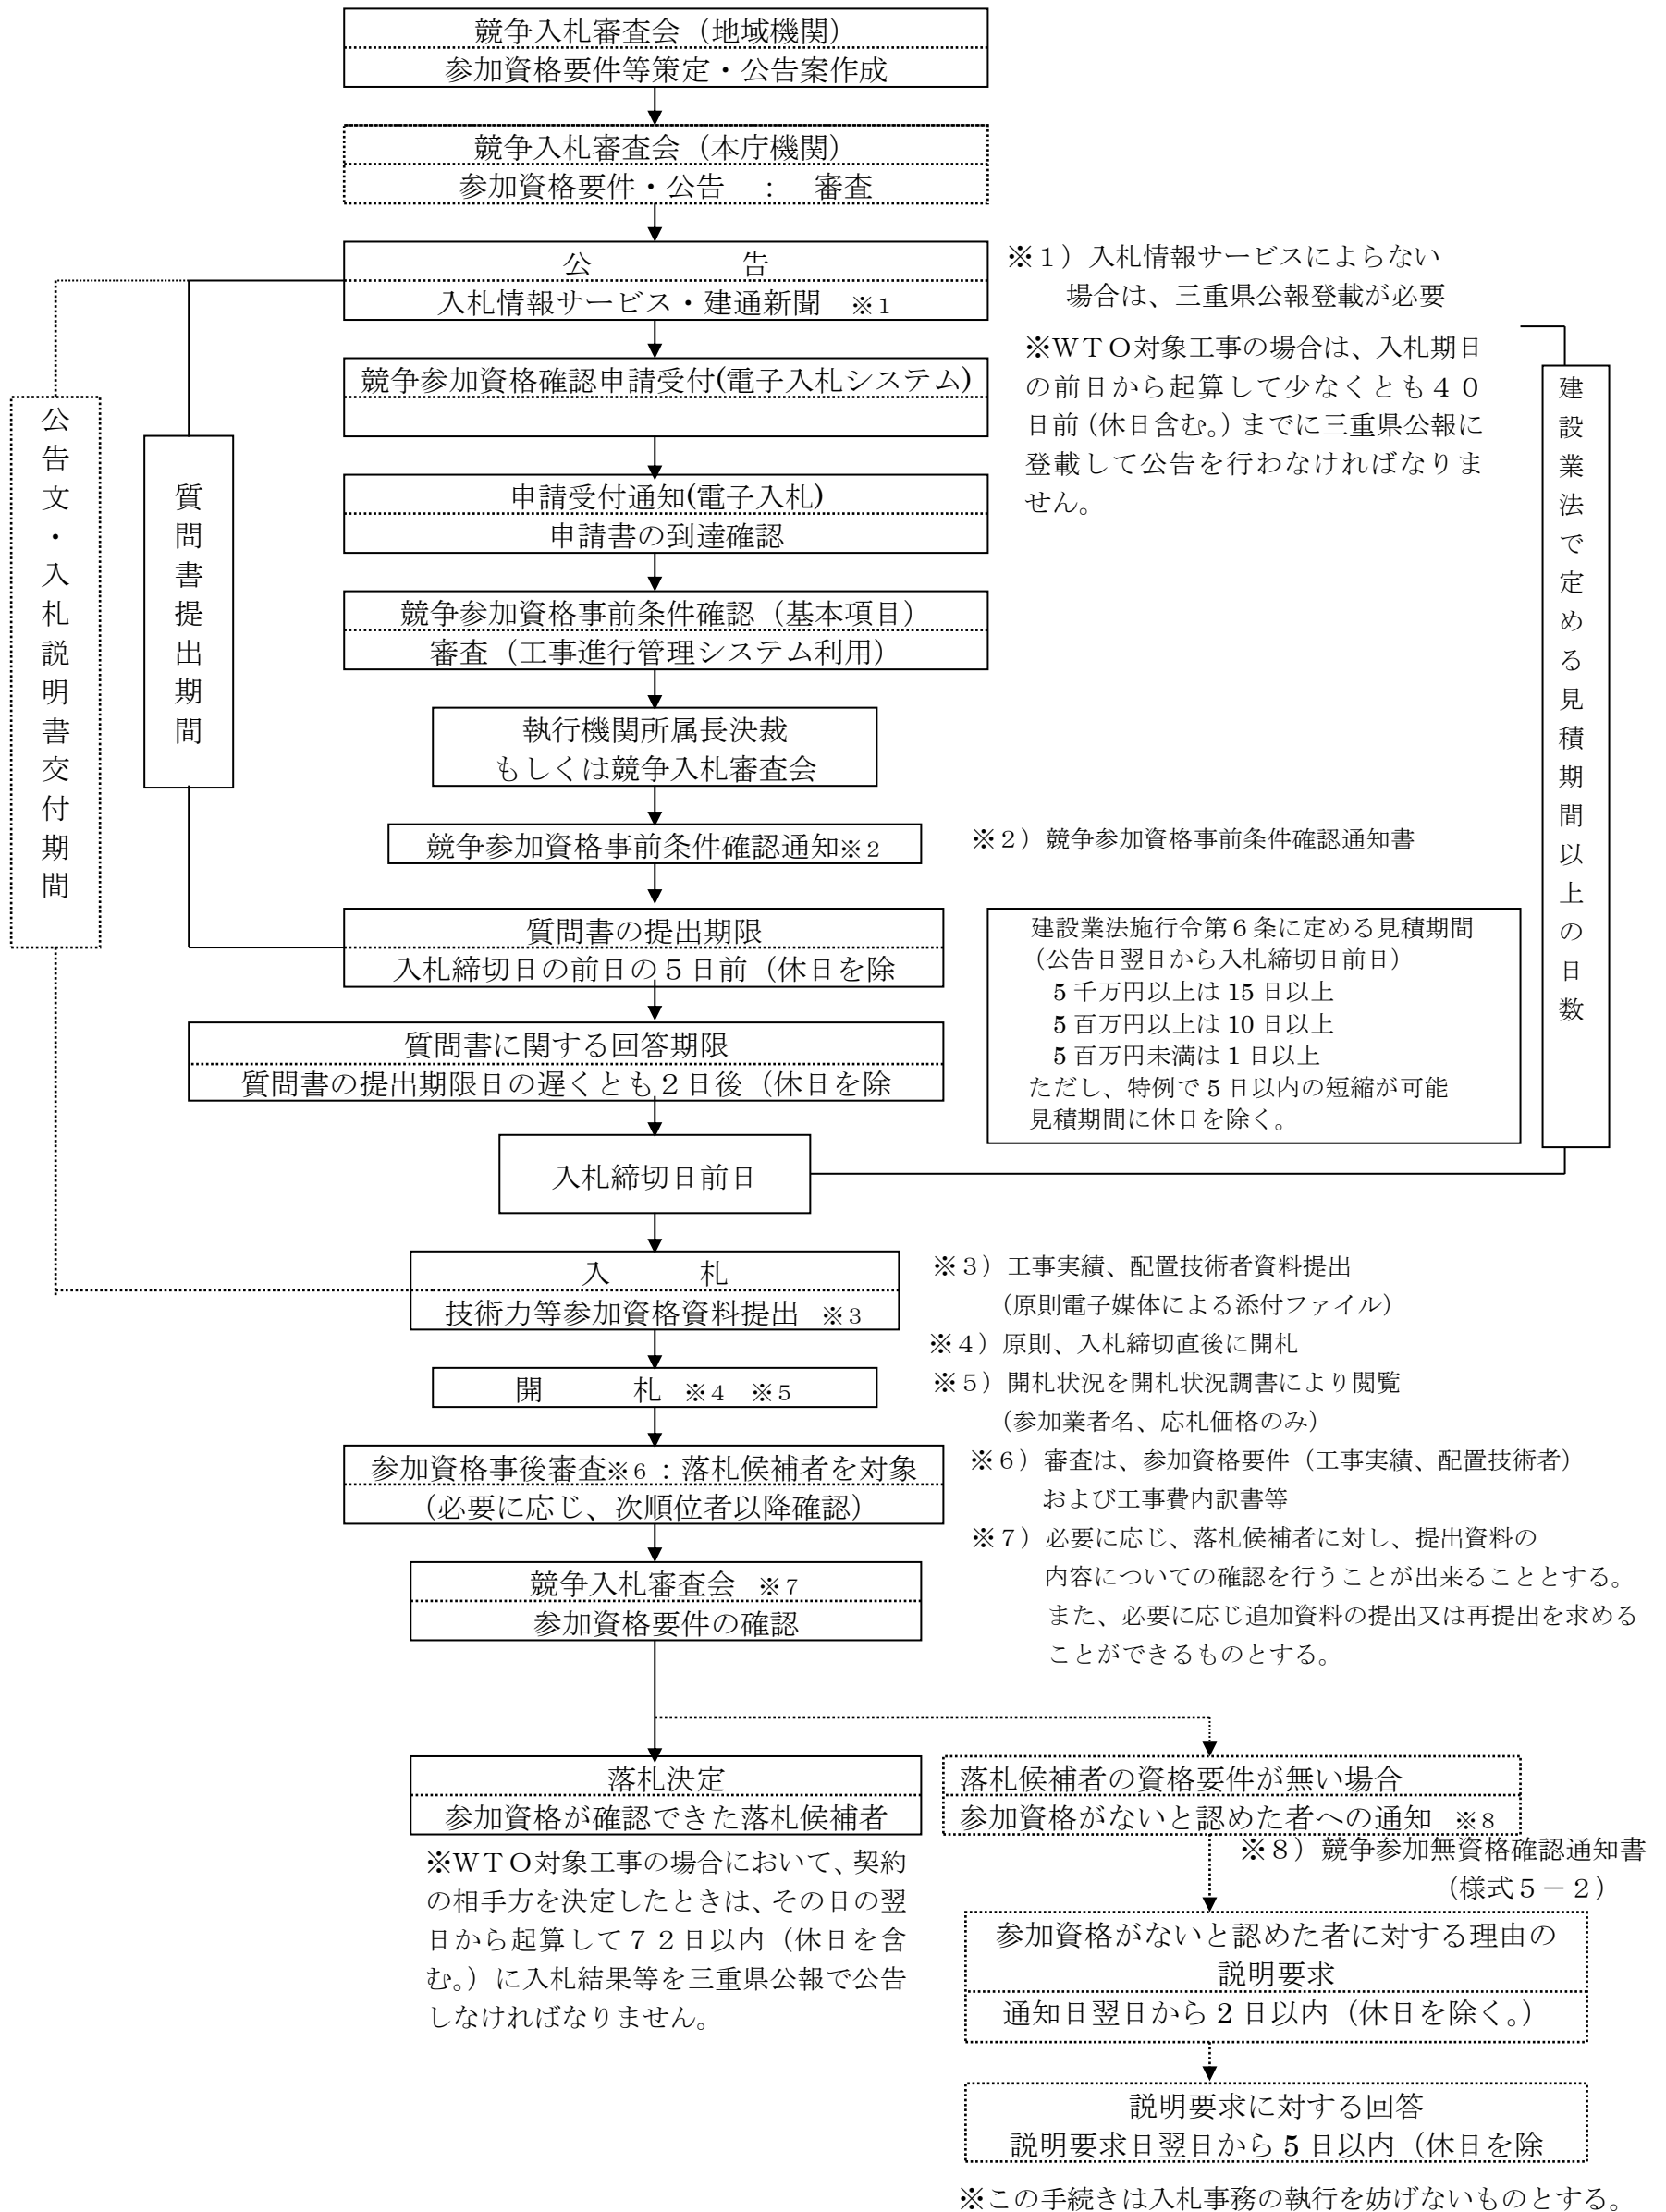 競争入札審査会（地域機関）
参加資格要件等策定・公告案作成
競争入札審査会（本庁機関）
参加資格要件・公告　：　審査
公　　　　　告
入札情報サービス・建通新聞　※1
※１）入札情報サービスによらない
場合は、三重県公報登載が必要
※ＷＴＯ対象工事の場合は、入札期日
の前日から起算して少なくとも４０
日前（休日含む。）までに三重県公報に
登載して公告を行わなければなりま
せん。
競争参加資格確認申請受付(電子入札システム)
申請受付通知(電子入札)
申請書の到達確認
競争参加資格事前条件確認（基本項目）
審査（工事進行管理システム利用）
執行機関所属長決裁
もしくは競争入札審査会
競争参加資格事前条件確認通知※2
※２）競争参加資格事前条件確認通知書
公告文・入札説明書交付期間
質問書提出期間
建設業法で定める見積期間以上の日数
質問書の提出期限
入札締切日の前日の５日前（休日を除
建設業法施行令第６条に定める見積期間
（公告日翌日から入札締切日前日）
5 千万円以上は 15 日以上
5 百万円以上は 10 日以上
5 百万円未満は 1 日以上
ただし、特例で 5 日以内の短縮が可能
見積期間に休日を除く。
質問書に関する回答期限
質問書の提出期限日の遅くとも２日後（休日を除
入札締切日前日
入　　　札
技術力等参加資格資料提出　※3
※３）工事実績、配置技術者資料提出
（原則電子媒体による添付ファイル）
※４）原則、入札締切直後に開札
開　　　札　※4　※5
※５）開札状況を開札状況調書により閲覧
（参加業者名、応札価格のみ）
参加資格事後審査※6：落札候補者を対象
（必要に応じ、次順位者以降確認）
※６）審査は、参加資格要件（工事実績、配置技術者）
および工事費内訳書等
競争入札審査会　※7
参加資格要件の確認
※７）必要に応じ、落札候補者に対し、提出資料の
内容についての確認を行うことが出来ることとする。
また、必要に応じ追加資料の提出又は再提出を求める
ことができるものとする。
落札決定
参加資格が確認できた落札候補者
※ＷＴＯ対象工事の場合において、契約
の相手方を決定したときは、その日の翌
日から起算して７２日以内（休日を含
む。）に入札結果等を三重県公報で公告
しなければなりません。
落札候補者の資格要件が無い場合
参加資格がないと認めた者への通知　※8
※８）競争参加無資格確認通知書
（様式５－２）
参加資格がないと認めた者に対する理由の
説明要求
通知日翌日から 2 日以内（休日を除く。）
説明要求に対する回答
説明要求日翌日から 5 日以内（休日を除
※この手続きは入札事務の執行を妨げないものとする。